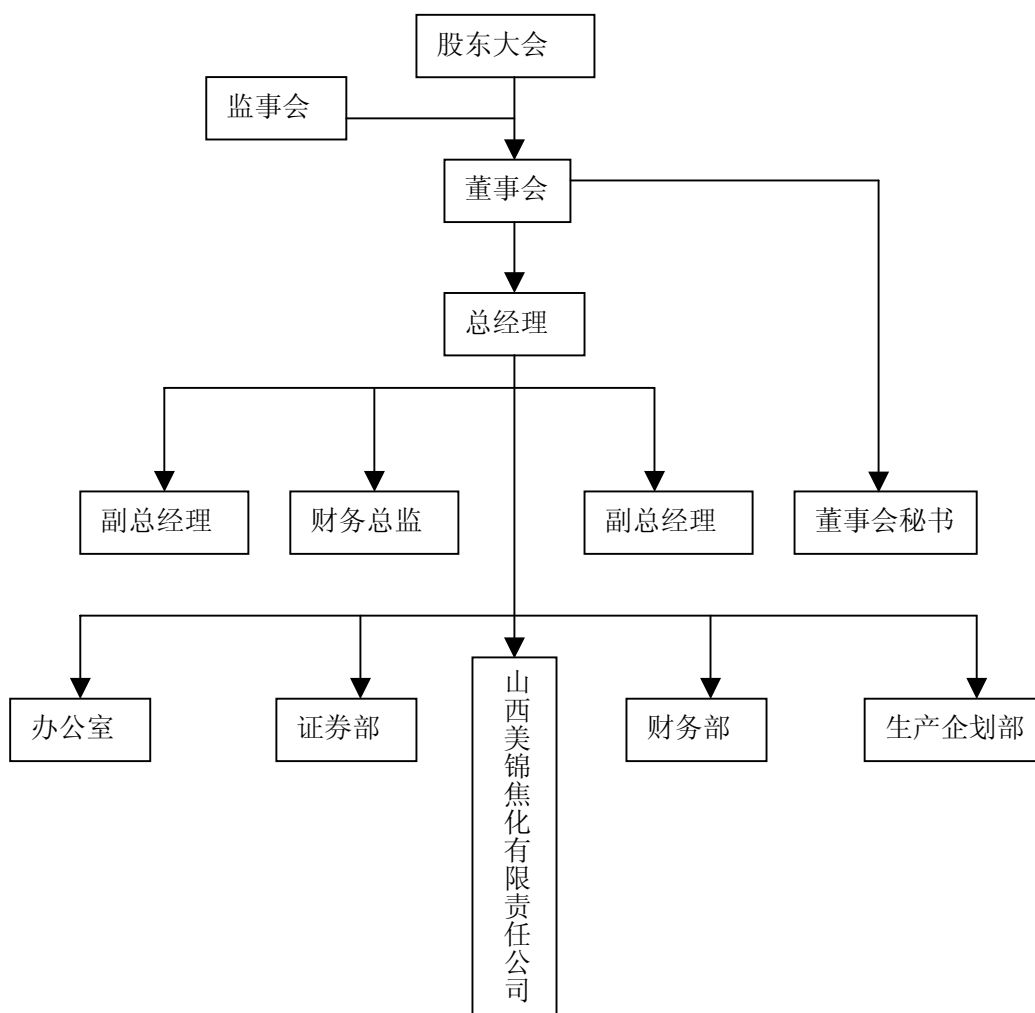 股东大会
监事会
董事会
总经理
副总经理
财务总监
副总经理
董事会秘书
办公室
证券部
山西美锦焦化有限责任公司
财务部
生产企划部